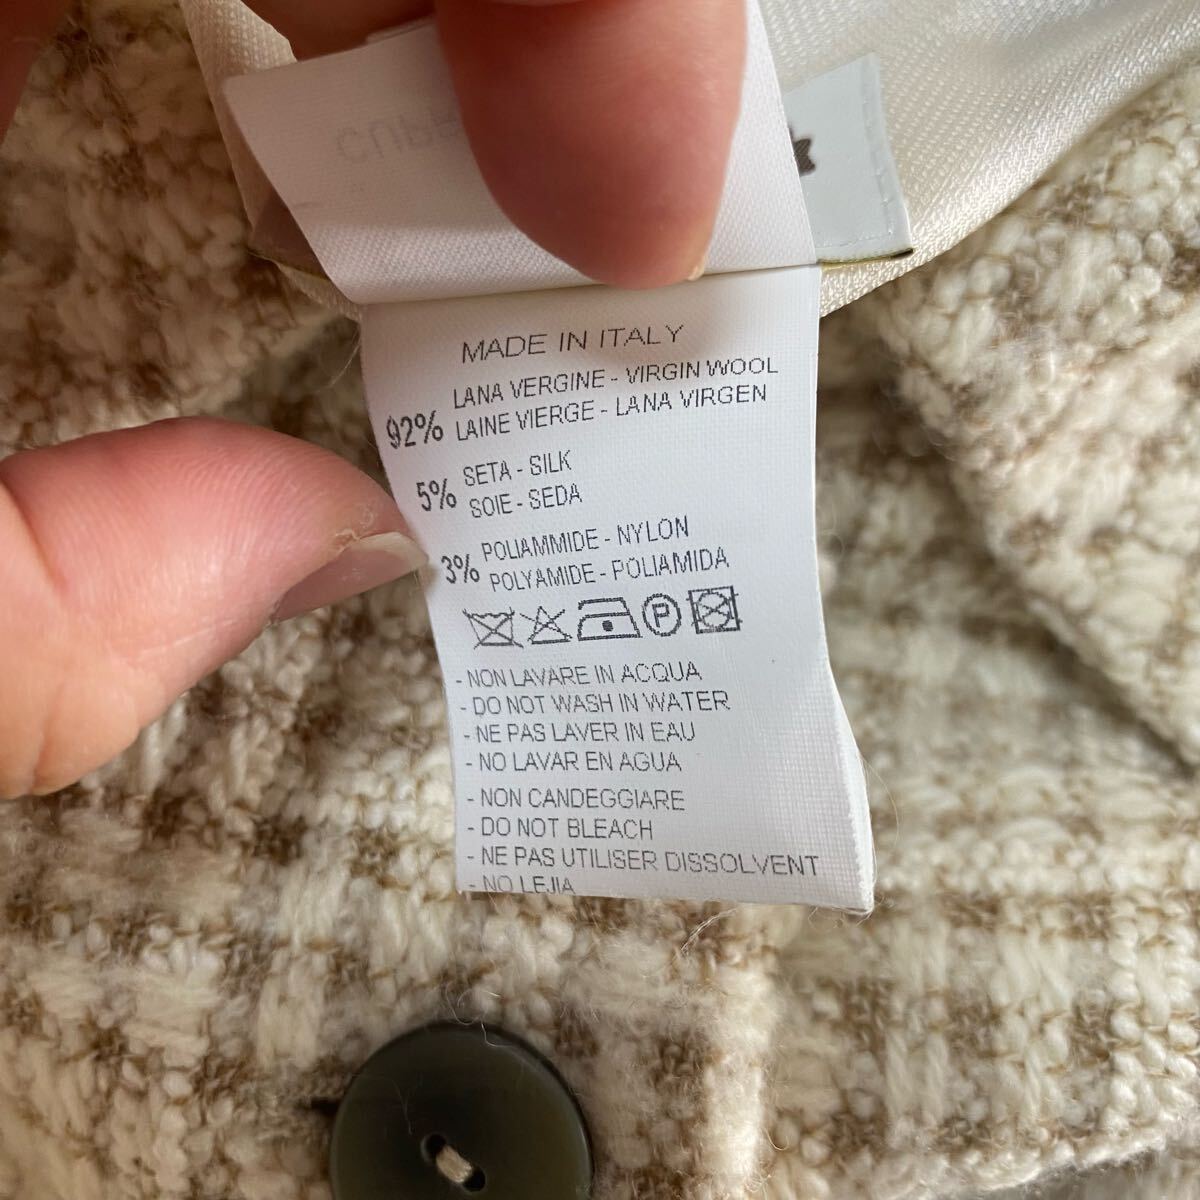 MADE IN ITALY
92% LANA VERGINE - VIRGIN WOOL
LAINE VIERGE - LANA VIRGEN
5% SETA - SILK
SOIE - SEDA
3% POLIAMMIDE - NYLON
POLYAMIDE - POLIAMIDA
P
- NON LAVARE IN ACQUA
- DO NOT WASH IN WATER
- NE PAS LAVER IN EAU
- NO LAVAR EN AGUA
- NON CANDEGGIARE
- DO NOT BLEACH
- NE PAS UTILISER DISSOLVENT
- NO LEJIA